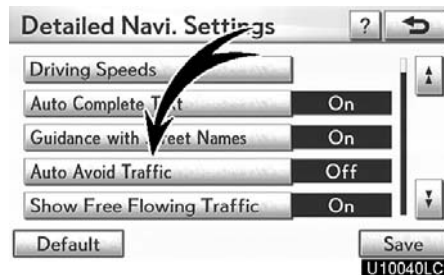 Detailed Navi. Settings ?
Driving Speeds
Auto Complete Text On
Guidance with Street Names On
Auto Avoid Traffic Off
Show Free Flowing Traffic On
Default Save
U10040LC